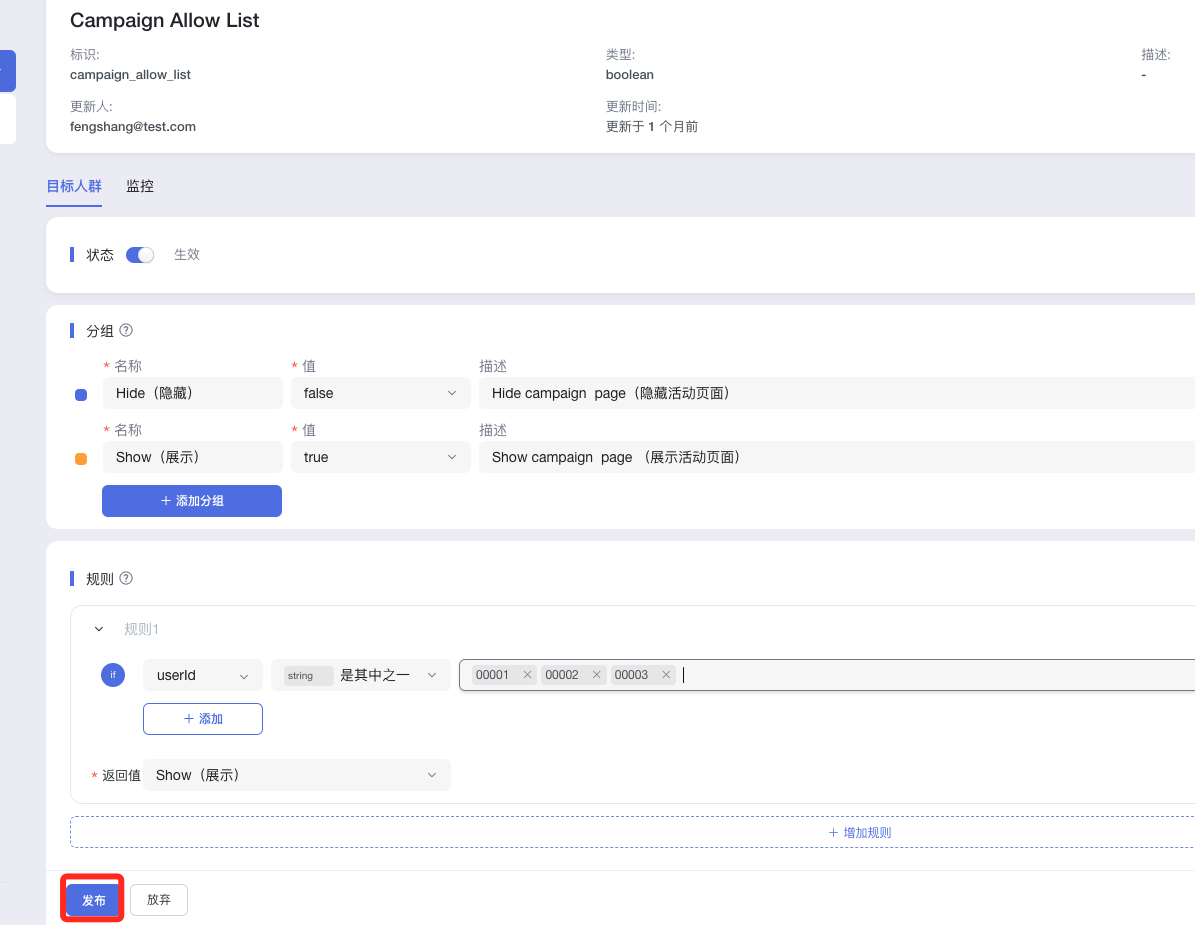 Campaign Allow List
标识: 类型: 描述:
campaign_allow_list boolean -
更新人: 更新时间:
fengshang@test.com 更新于 1 个月前
目标人群 监控
状态 生效
分组 ?
* 名称 * 值 描述
Hide（隐藏） false Hide campaign page（隐藏活动页面）
* 名称 * 值 描述
Show（展示） true Show campaign page （展示活动页面）
+ 添加分组
规则 ?
规则1
if userId string 是其中之一 00001 × 00002 × 00003 ×
+ 添加
* 返回值 Show（展示）
+ 增加规则
发布 放弃